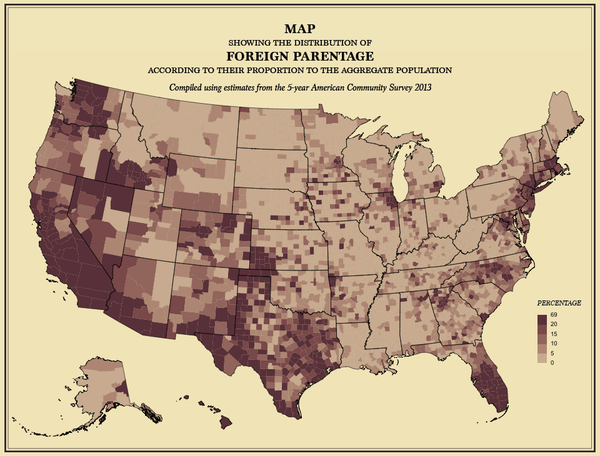 MAP
SHOWING THE DISTRIBUTION OF
FOREIGN PARENTAGE
ACCORDING TO THEIR PROPORTION TO THE AGGREGATE POPULATION
Compiled using estimates from the 5-year American Community Survey 2013
PERCENTAGE
69
20
15
10
5
0